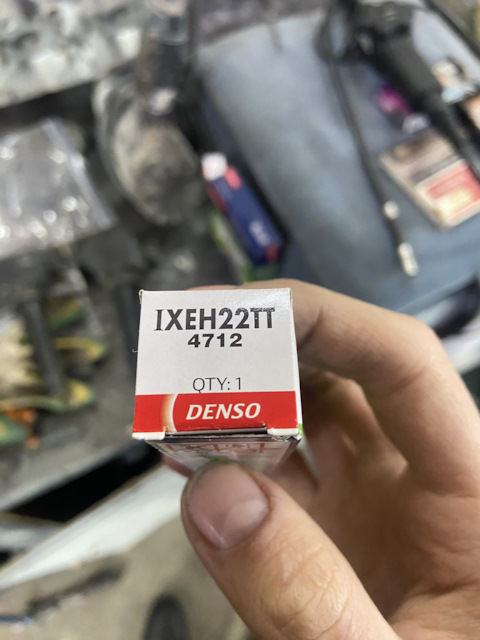 IXEH22TT
4712
QTY: 1
DENSO